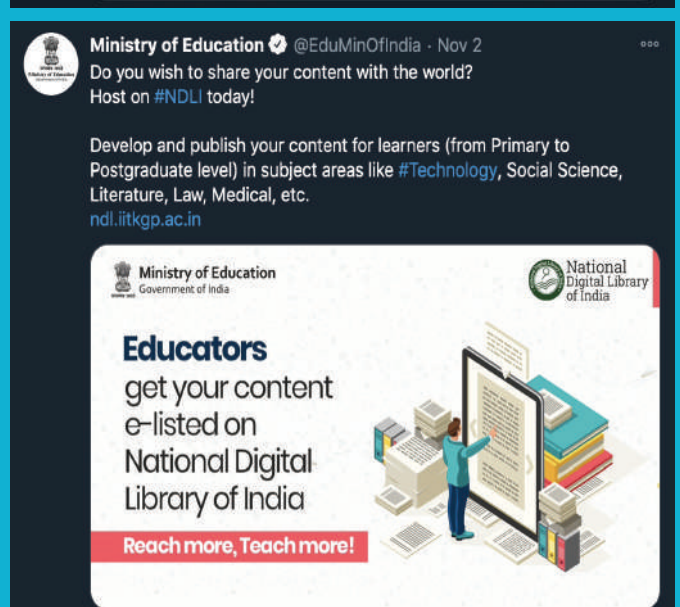 Ministry of Education @EduMinOfIndia · Nov 2
Do you wish to share your content with the world?
Host on #NDLI today!
Develop and publish your content for learners (from Primary to
Postgraduate level) in subject areas like #Technology, Social Science,
Literature, Law, Medical, etc.
ndl.iitkgp.ac.in
Ministry of Education
Government of India
National
Digital Library
of India
Educators
get your content
e-listed on
National Digital
Library of India
Reach more, Teach more!